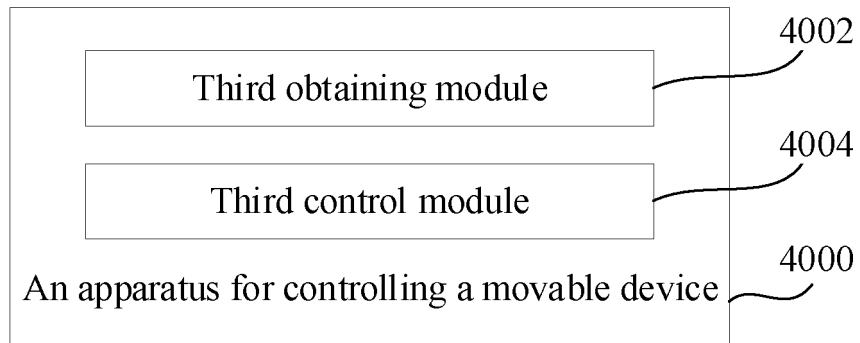 4002
Third obtaining module
4004
Third control module
4000
An apparatus for controlling a movable device